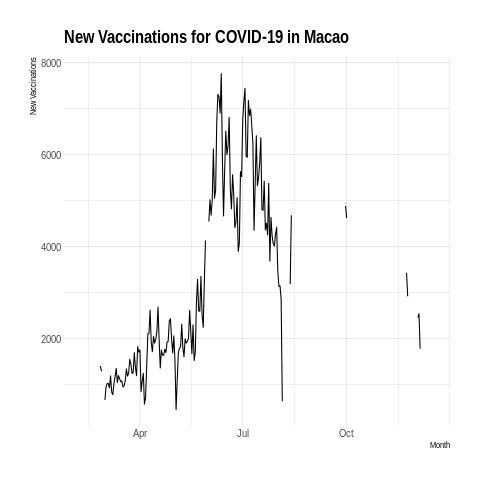 New Vaccinations for COVID-19 in Macao
New Vaccinations
8000
6000
4000
2000
Apr
Jul
Oct
Month